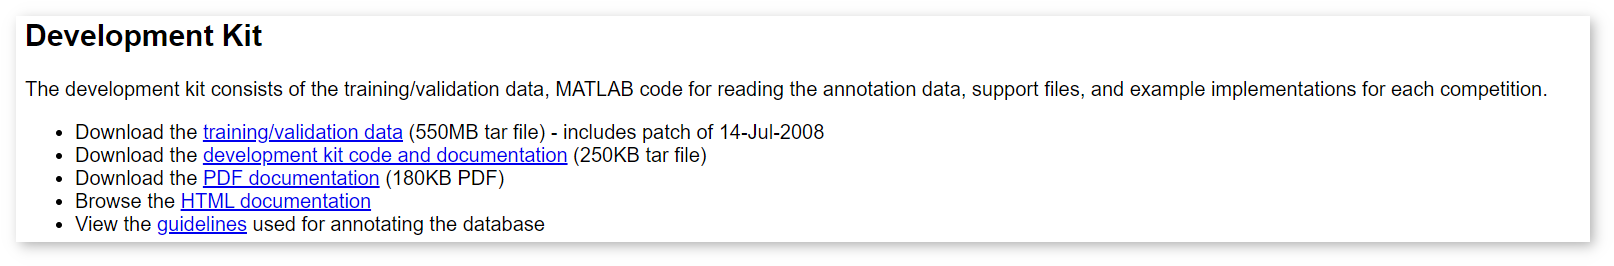 Development Kit
The development kit consists of the training/validation data, MATLAB code for reading the annotation data, support files, and example implementations for each competition.
• Download the training/validation data (550MB tar file) - includes patch of 14-Jul-2008
• Download the development kit code and documentation (250KB tar file)
• Download the PDF documentation (180KB PDF)
• Browse the HTML documentation
• View the guidelines used for annotating the database